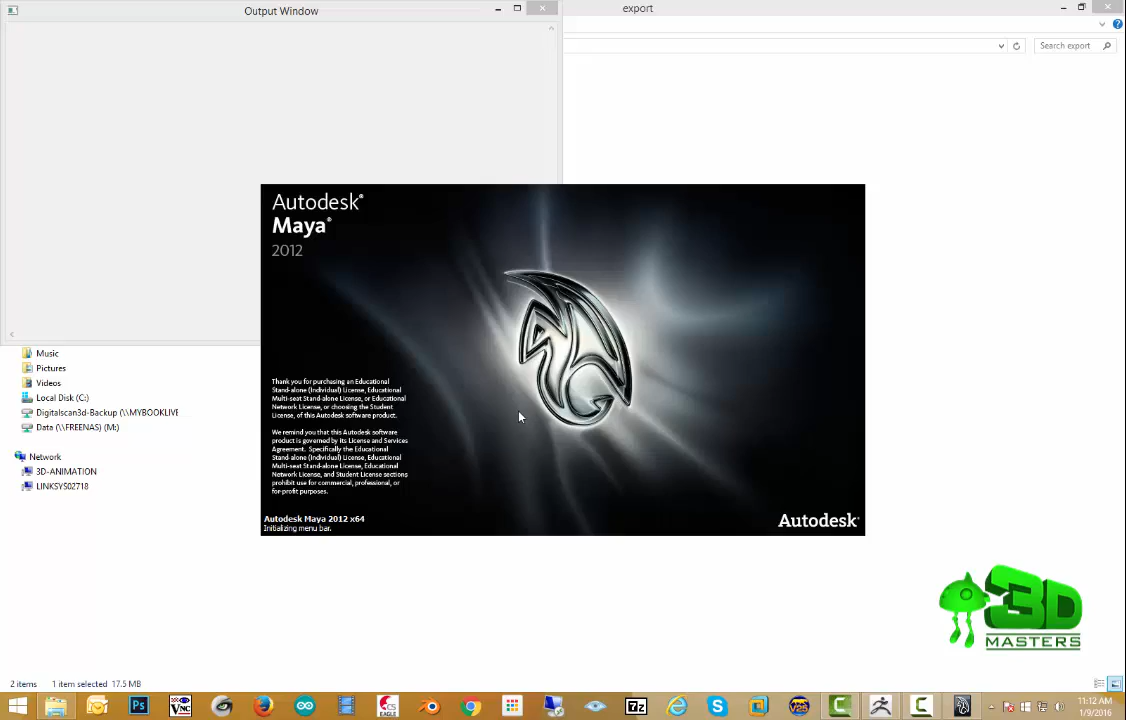 Output Window
export
Search export
Autodesk®
Maya®
2012
Thank you for purchasing an Educational
Stand-alone (Individual) License, Educational
Multi-seat Stand-alone License, or Educational
Network License, or choosing the Student
License, of this Autodesk software product.
We remind you that this Autodesk software
product is governed by its License and Services
Agreement. Specifically the Educational
Stand-alone (Individual) License, Educational
Multi-seat Stand-alone License, Educational
Network License, and Student License sections
prohibit use for commercial, professional, or
for-profit purposes.
Autodesk Maya 2012 x64
Initializing menu bar.
Autodesk®
Music
Pictures
Videos
Local Disk (C:)
Digitalscan3d-Backup (\\MYBOOKLIVE
Data (\\FREENAS) (M:)
Network
3D-ANIMATION
LINKSYS02718
3D
MASTERS
2 items 1 item selected 17.5 MB
Ps
VNC
CS
EAGLE
7z
V25
11:12 AM
1/9/2016